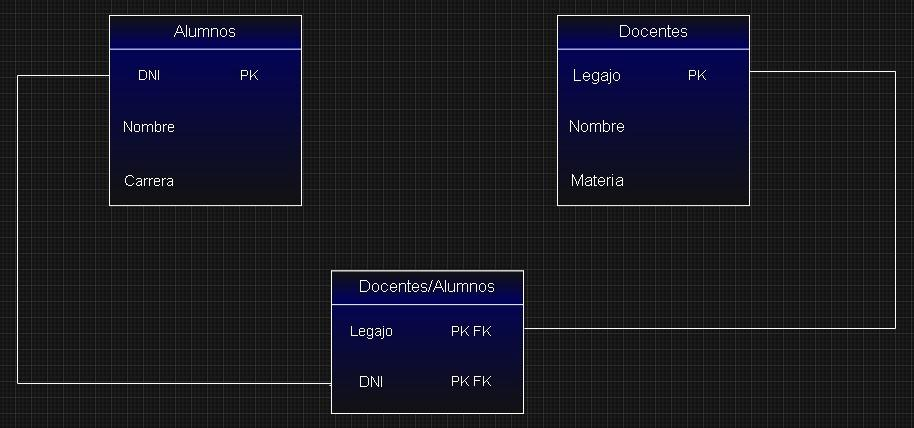 Alumnos
DNI PK
Nombre
Carrera
Docentes
Legajo PK
Nombre
Materia
Docentes/Alumnos
Legajo PK FK
DNI PK FK